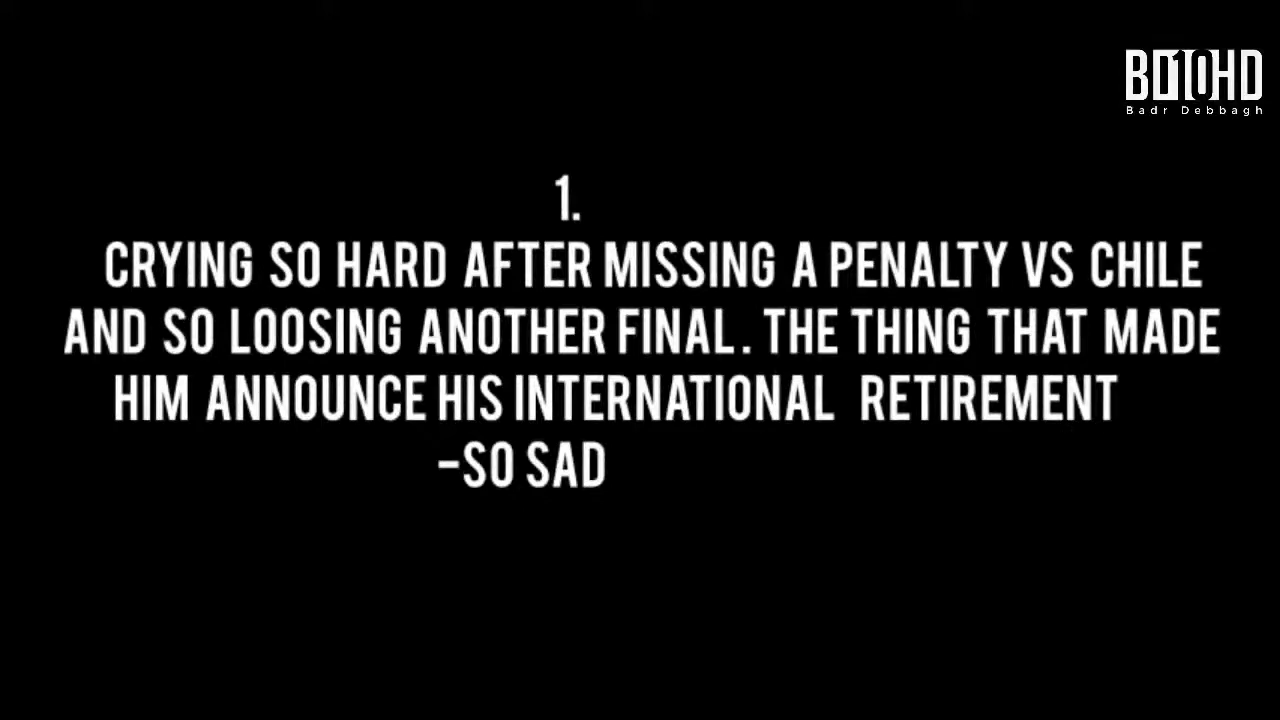 BD10HD
Badr Debbagh
1.
CRYING SO HARD AFTER MISSING A PENALTY VS CHILE
AND SO LOOSING ANOTHER FINAL. THE THING THAT MADE
HIM ANNOUNCE HIS INTERNATIONAL RETIREMENT
-SO SAD